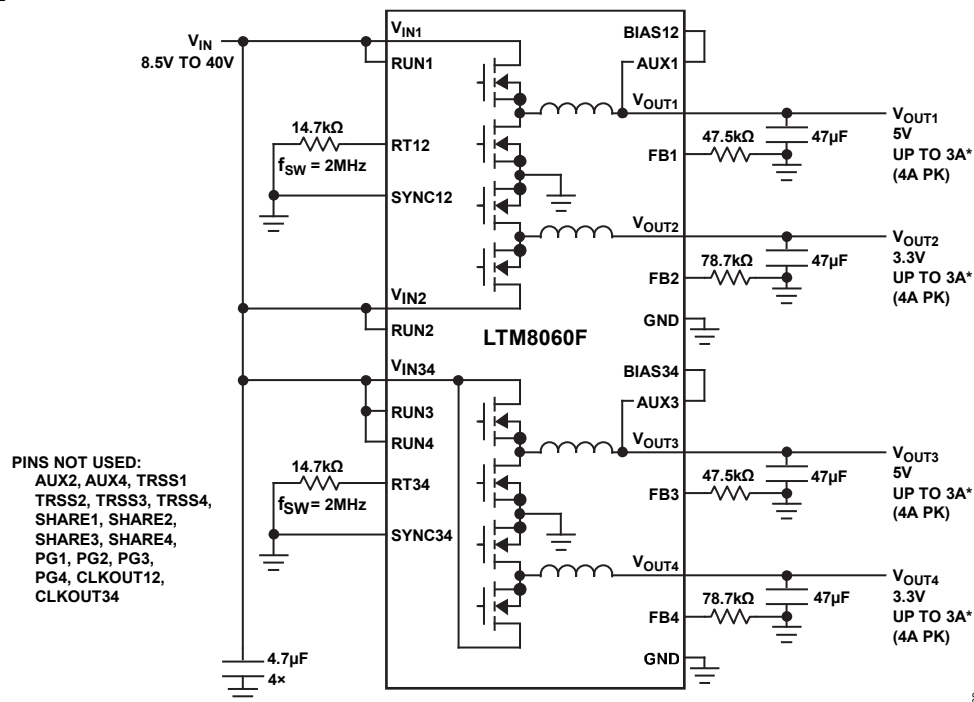 VIN
8.5V TO 40V
VIN1
RUN1
14.7kΩ
RT12
fSW = 2MHz
SYNC12
VIN2
RUN2
VIN34
RUN3
RUN4
14.7kΩ
RT34
fSW = 2MHz
SYNC34
4.7µF
4×
PINS NOT USED:
AUX2, AUX4, TRSS1
TRSS2, TRSS3, TRSS4,
SHARE1, SHARE2,
SHARE3, SHARE4,
PG1, PG2, PG3,
PG4, CLKOUT12,
CLKOUT34
LTM8060F
BIAS12
AUX1
VOUT1
FB1
47.5kΩ
47µF
VOUT1
5V
UP TO 3A*
(4A PK)
VOUT2
FB2
78.7kΩ
47µF
VOUT2
3.3V
UP TO 3A*
(4A PK)
GND
BIAS34
AUX3
VOUT3
FB3
47.5kΩ
47µF
VOUT3
5V
UP TO 3A*
(4A PK)
VOUT4
FB4
78.7kΩ
47µF
VOUT4
3.3V
UP TO 3A*
(4A PK)
GND